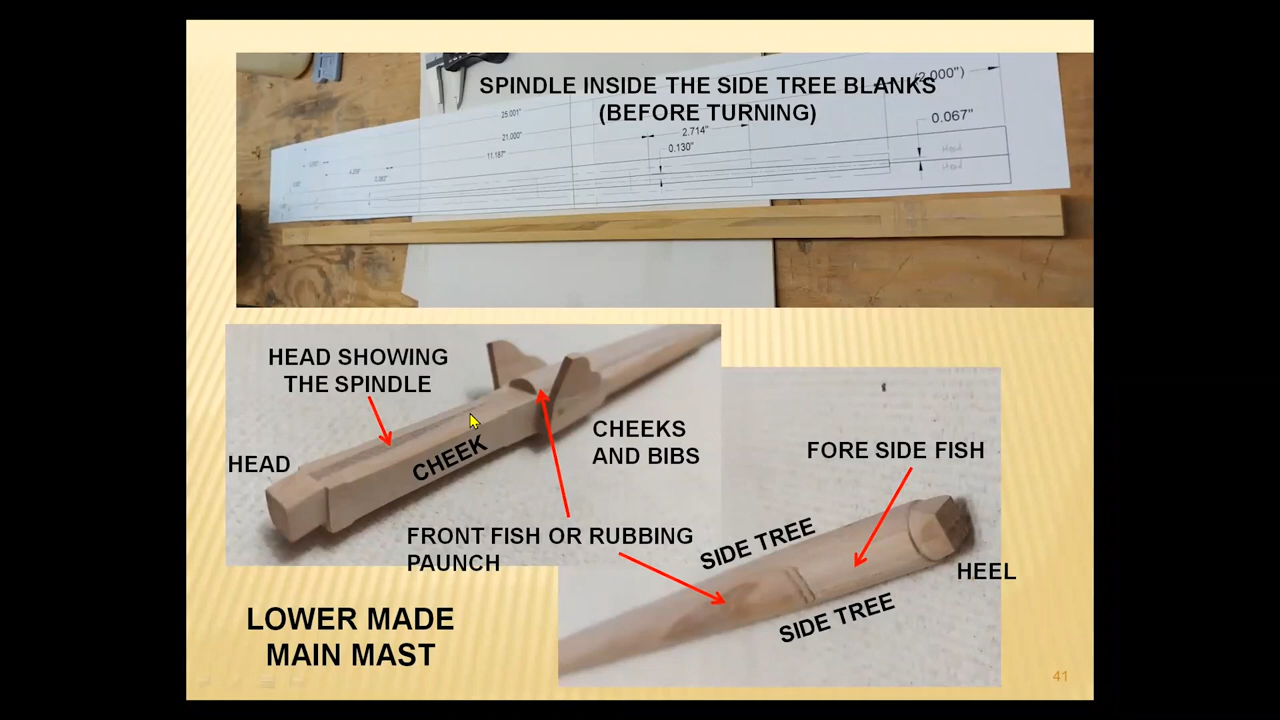 SPINDLE INSIDE THE SIDE TREE BLANKS
(BEFORE TURNING)
(2.000")
25.001"
21.000"
11.187"
2.714"
0.130"
0.067"
Head
Head
HEAD SHOWING
THE SPINDLE
HEAD
CHEEK
CHEEKS
AND BIBS
FRONT FISH OR RUBBING
PAUNCH
FORE SIDE FISH
SIDE TREE
SIDE TREE
HEEL
LOWER MADE
MAIN MAST
41